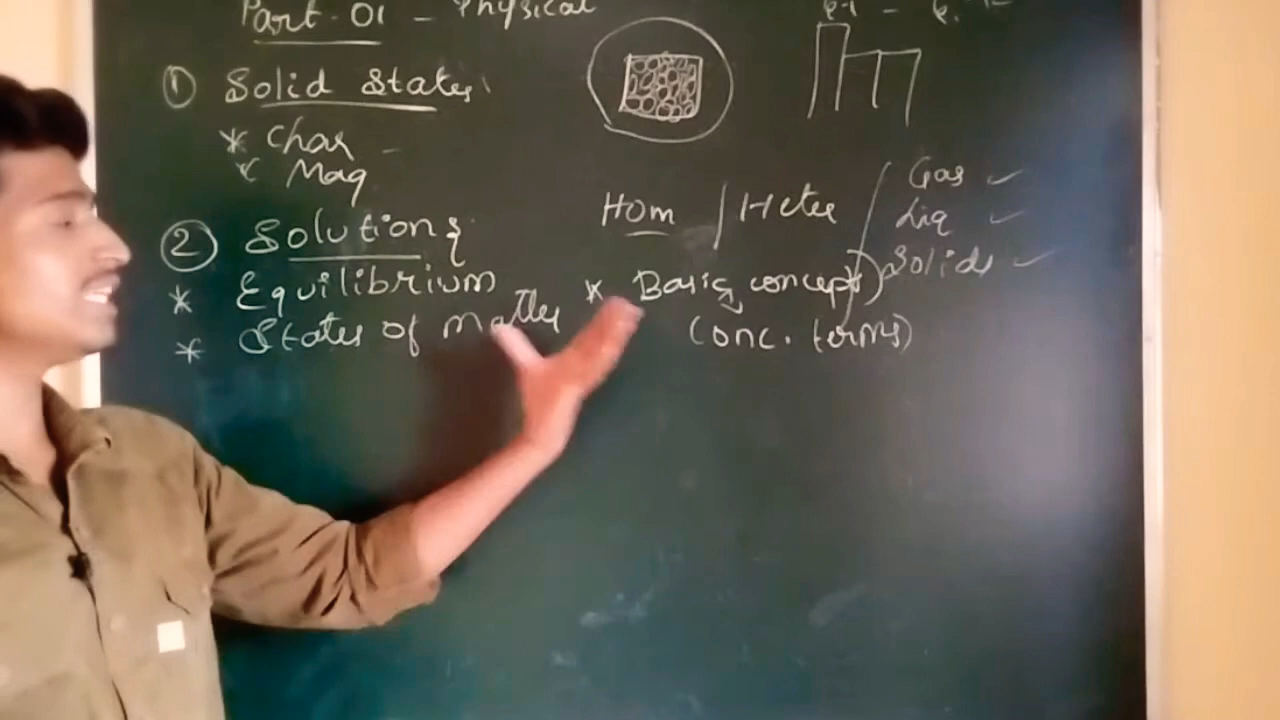 Part-01 - Physical
① Solid States
* Char -
* Mag
Hom / Hete
Gas ✓
Liq ✓
Solids ✓
② Solutions
* Equilibrium
* Basic concept)
* States of matter
(conc. terms)